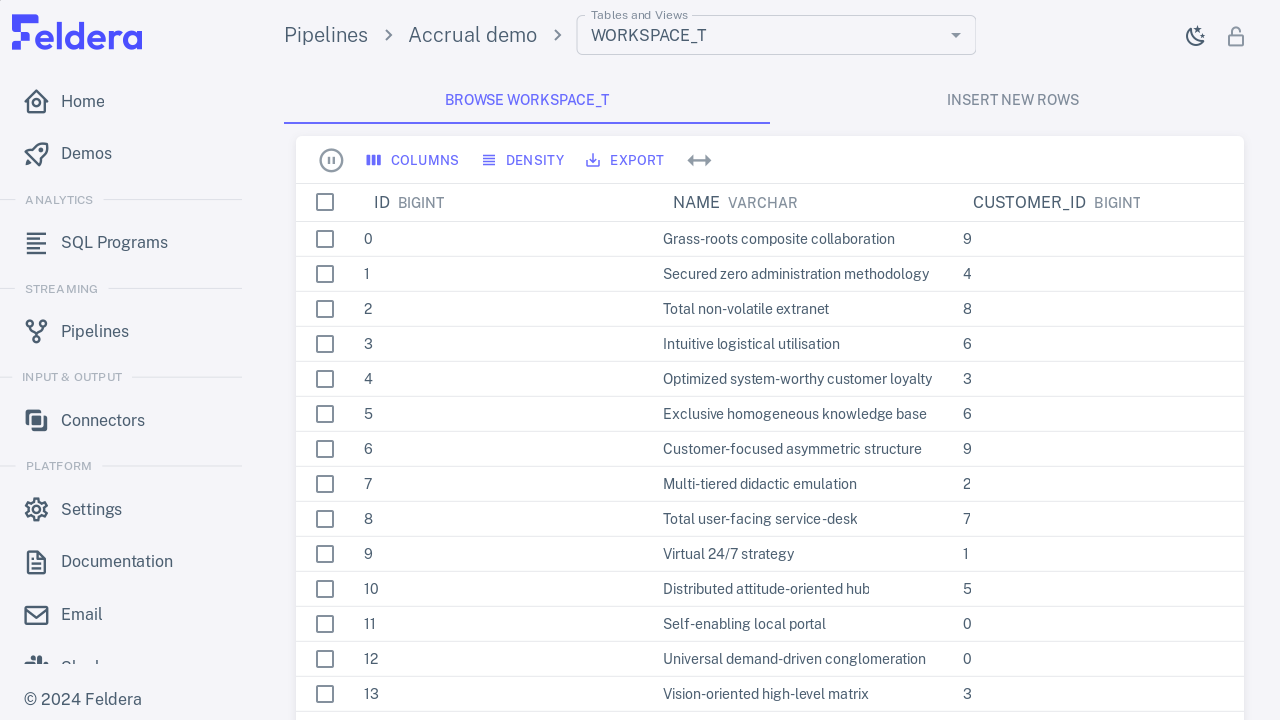 Feldera
Pipelines > Accrual demo >
Tables and Views
WORKSPACE_T
Home
Demos
ANALYTICS
SQL Programs
STREAMING
Pipelines
INPUT & OUTPUT
Connectors
PLATFORM
Settings
Documentation
Email
© 2024 Feldera
BROWSE WORKSPACE_T
INSERT NEW ROWS
COLUMNS DENSITY EXPORT
ID BIGINT NAME VARCHAR CUSTOMER_ID BIGINT
0 Grass-roots composite collaboration 9
1 Secured zero administration methodology 4
2 Total non-volatile extranet 8
3 Intuitive logistical utilisation 6
4 Optimized system-worthy customer loyalty 3
5 Exclusive homogeneous knowledge base 6
6 Customer-focused asymmetric structure 9
7 Multi-tiered didactic emulation 2
8 Total user-facing service-desk 7
9 Virtual 24/7 strategy 1
10 Distributed attitude-oriented hub 5
11 Self-enabling local portal 0
12 Universal demand-driven conglomeration 0
13 Vision-oriented high-level matrix 3